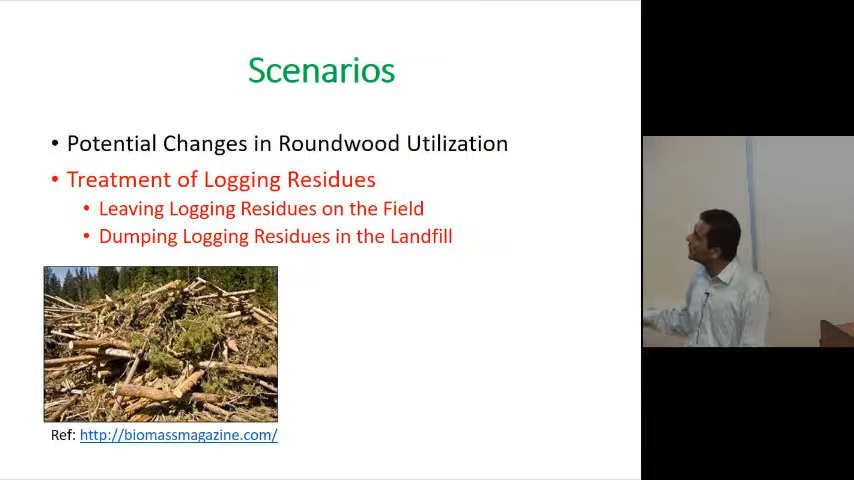 Scenarios
• Potential Changes in Roundwood Utilization
• Treatment of Logging Residues
• Leaving Logging Residues on the Field
• Dumping Logging Residues in the Landfill
Ref: http://biomassmagazine.com/